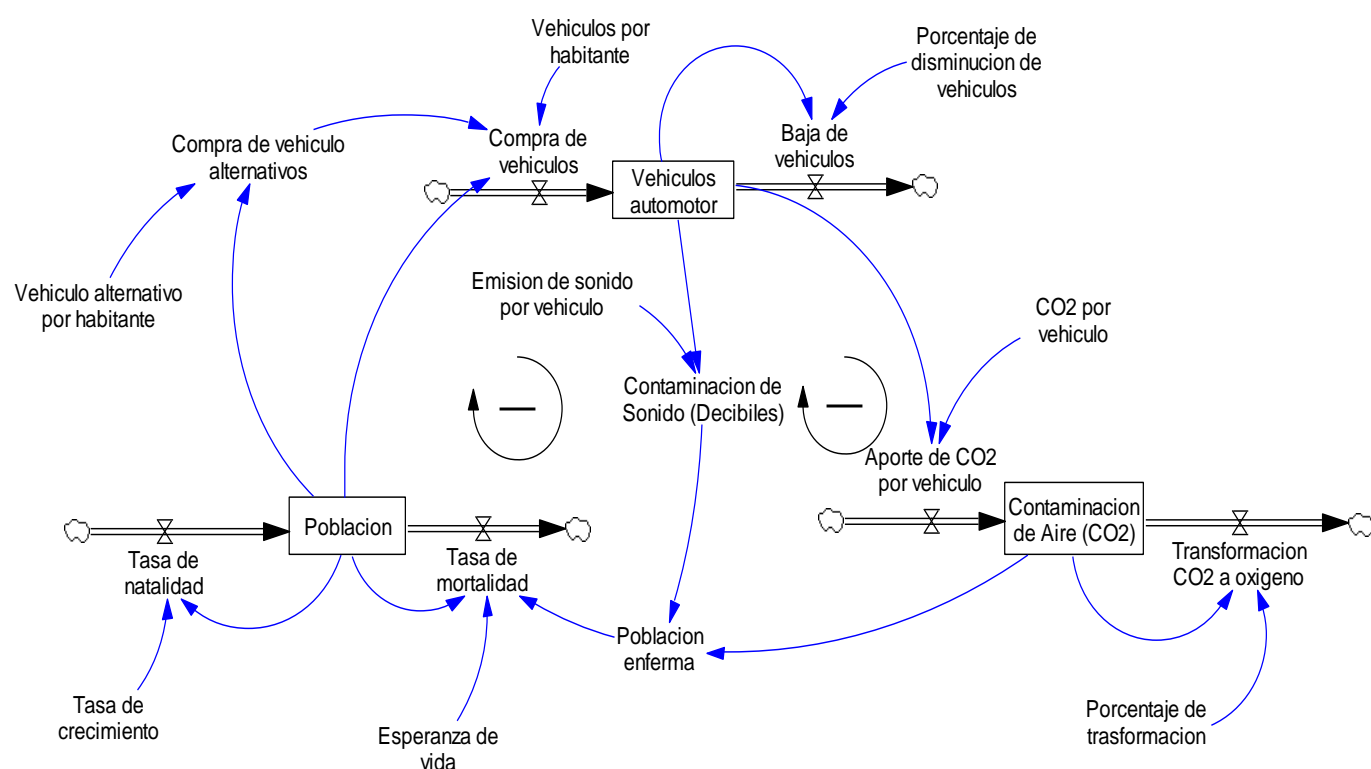 Vehiculos por
habitante
Porcentaje de
disminucion de
vehiculos
Compra de vehiculo
alternativos
Compra de
vehiculos
Baja de
vehiculos
Vehiculos
automotor
Vehiculo alternativo
por habitante
Emision de sonido
por vehiculo
CO2 por
vehiculo
Contaminacion de
Sonido (Decibiles)
Aporte de CO2
por vehiculo
Poblacion
Contaminacion
de Aire (CO2)
Tasa de
natalidad
Tasa de
mortalidad
Transformacion
CO2 a oxigeno
Poblacion
enferma
Tasa de
crecimiento
Esperanza de
vida
Porcentaje de
trasformacion